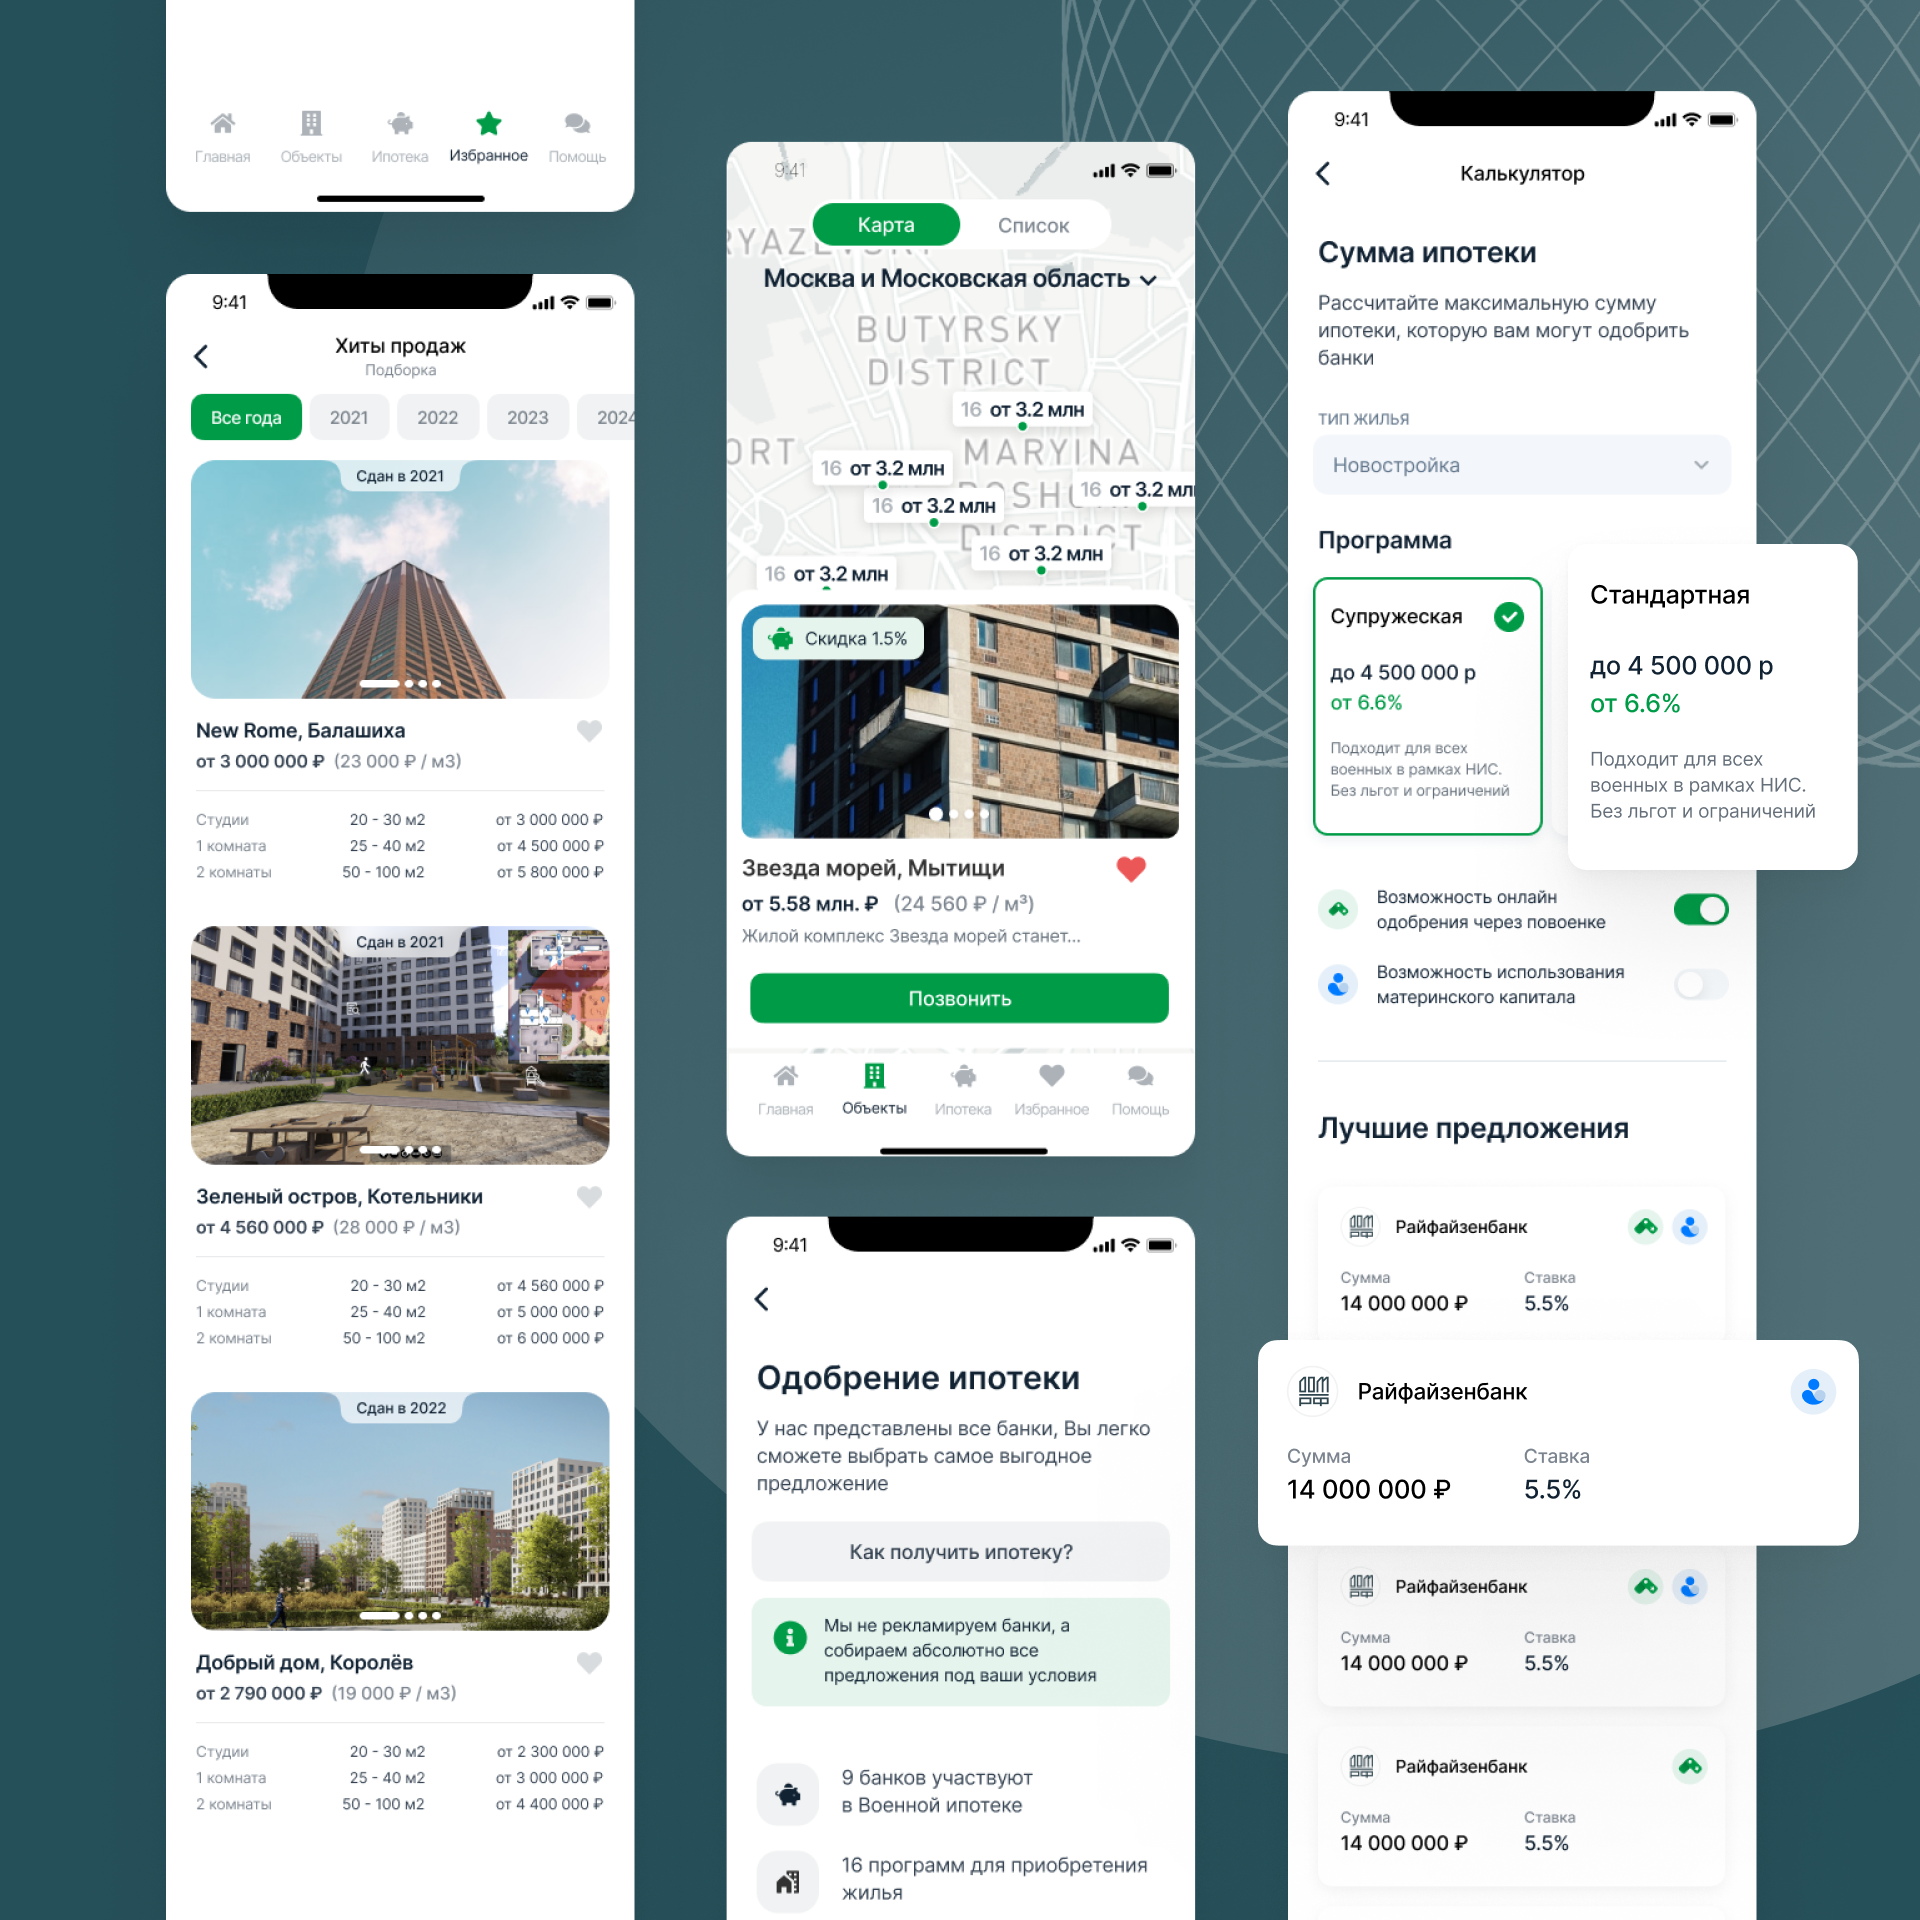 Главная
Объекты
Ипотека
Избранное
Помощь
9:41
Хиты продаж
Подборка
Все года
2021
2022
2023
2024
Сдан в 2021
New Rome, Балашиха
от 3 000 000 ₽ (23 000 ₽ / м3)
Студии 20 - 30 м2 от 3 000 000 ₽
1 комната 25 - 40 м2 от 4 500 000 ₽
2 комнаты 50 - 100 м2 от 5 800 000 ₽
Сдан в 2021
Зеленый остров, Котельники
от 4 560 000 ₽ (28 000 ₽ / м3)
Студии 20 - 30 м2 от 4 560 000 ₽
1 комната 25 - 40 м2 от 5 000 000 ₽
2 комнаты 50 - 100 м2 от 6 000 000 ₽
Сдан в 2022
Добрый дом, Королёв
от 2 790 000 ₽ (19 000 ₽ / м3)
Студии 20 - 30 м2 от 2 300 000 ₽
1 комната 25 - 40 м2 от 3 000 000 ₽
2 комнаты 50 - 100 м2 от 4 400 000 ₽
9:41
Карта
Список
Москва и Московская область
BUTYRSKY
DISTRICT
16 от 3.2 млн
ORT
MARYINA
16 от 3.2 млн
16 от 3.2 мл
16 от 3.2 млн
DISTRICT
16 от 3.2 млн
16 от 3.2 млн
Скидка 1.5%
Звезда морей, Мытищи
от 5.58 млн. ₽ (24 560 ₽ / м³)
Жилой комплекс Звезда морей станет...
Позвонить
Главная
Объекты
Ипотека
Избранное
Помощь
9:41
Одобрение ипотеки
У нас представлены все банки, Вы легко
сможете выбрать самое выгодное
предложение
Как получить ипотеку?
Мы не рекламируем банки, а
собираем абсолютно все
предложения под ваши условия
9 банков участвуют
в Военной ипотеке
16 программ для приобретения
жилья
9:41
Калькулятор
Сумма ипотеки
Рассчитайте максимальную сумму
ипотеки, которую вам могут одобрить
банки
ТИП ЖИЛЬЯ
Новостройка
Программа
Супружеская
до 4 500 000 р
от 6.6%
Подходит для всех
военных в рамках НИС.
Без льгот и ограничений
Стандартная
до 4 500 000 р
от 6.6%
Подходит для всех
военных в рамках НИС.
Без льгот и ограничений
Возможность онлайн
одобрения через повоенке
Возможность использования
материнского капитала
Лучшие предложения
ДОМ
РФ
Райфайзенбанк
Сумма Ставка
14 000 000 ₽ 5.5%
ДОМ
РФ
Райфайзенбанк
Сумма Ставка
14 000 000 ₽ 5.5%
ДОМ
РФ
Райфайзенбанк
Сумма Ставка
14 000 000 ₽ 5.5%
ДОМ
РФ
Райфайзенбанк
Сумма Ставка
14 000 000 ₽ 5.5%